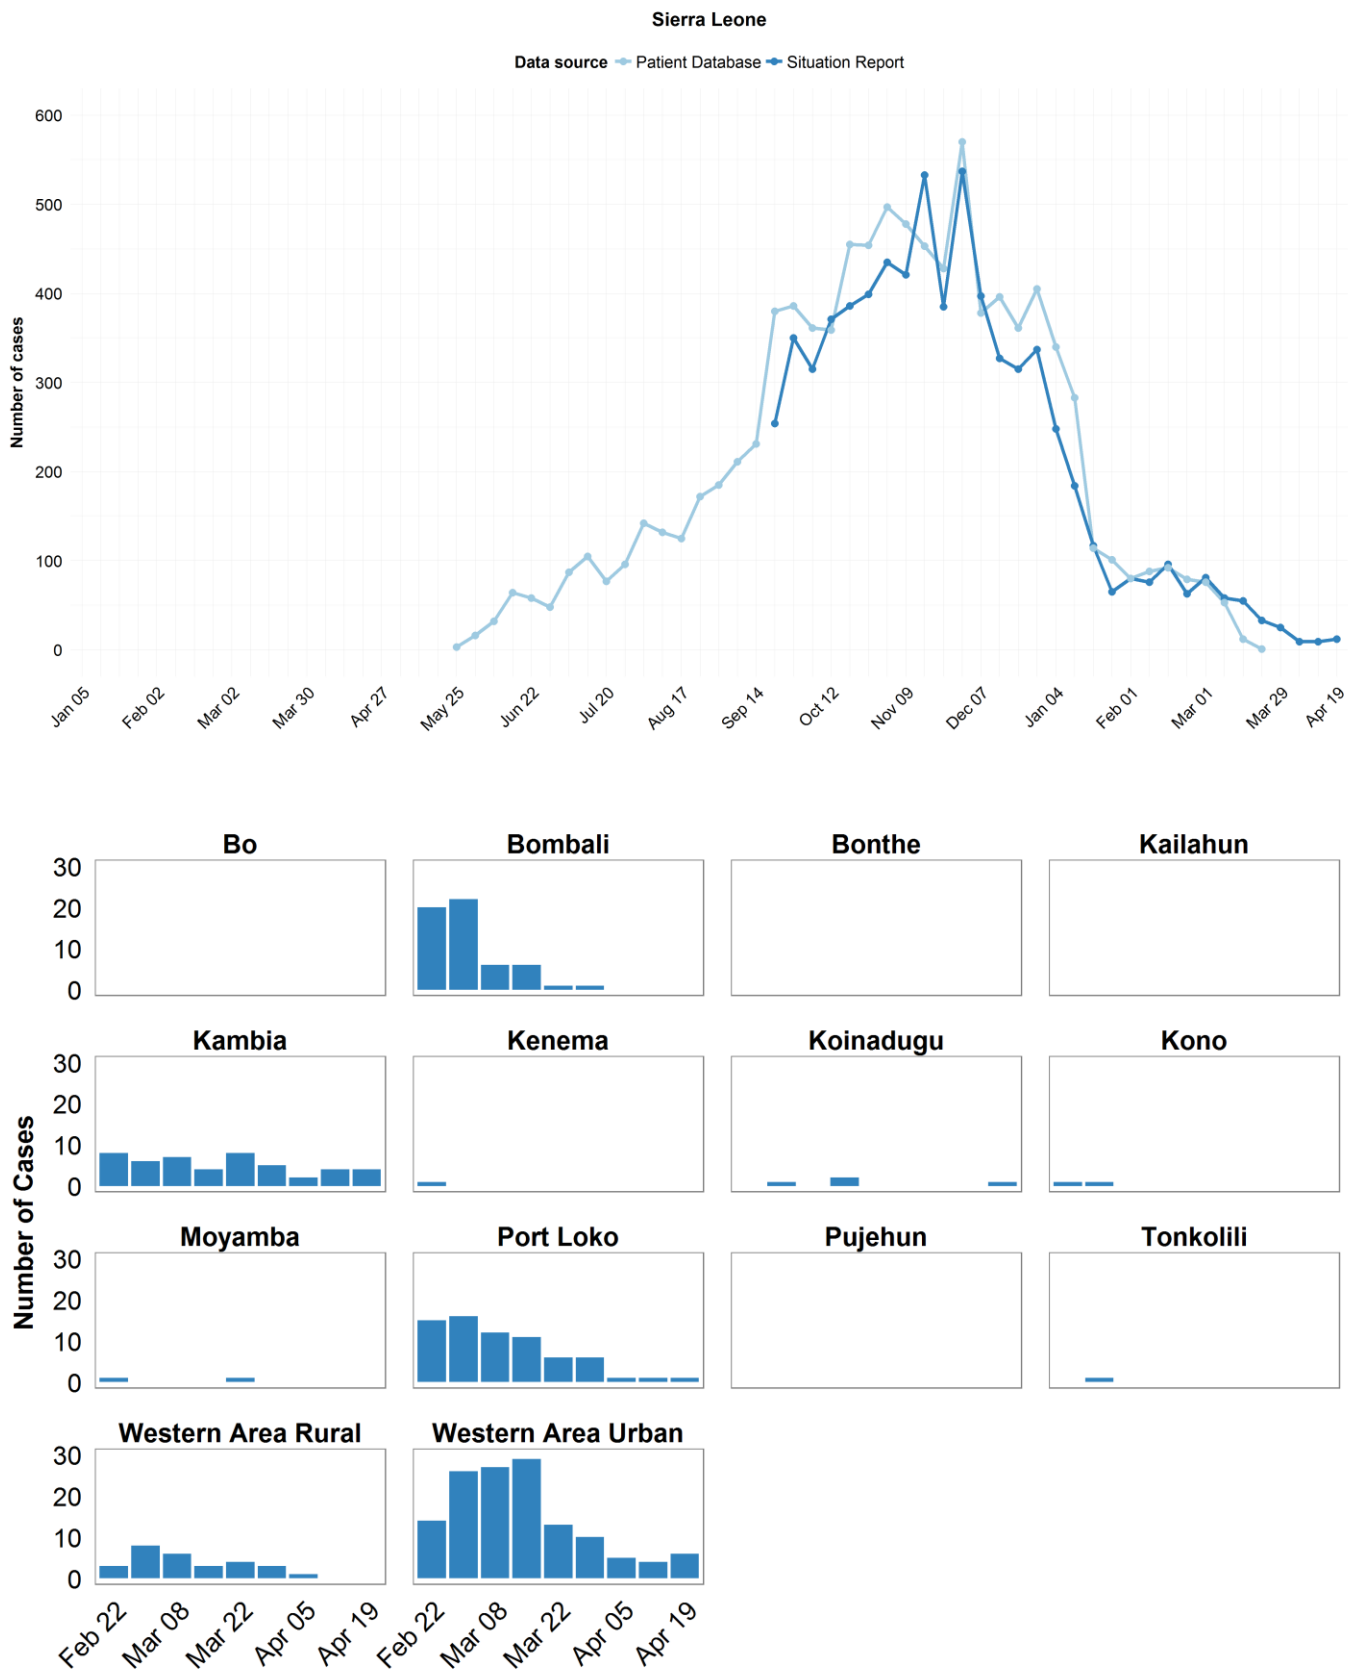 Sierra Leone
Data source Patient Database Situation Report
Number of cases
600
500
400
300
200
100
0
Jan 05 Feb 02 Mar 02 Mar 30 Apr 27 May 25 Jun 22 Jul 20 Aug 17 Sep 14 Oct 12 Nov 09 Dec 07 Jan 04 Feb 01 Mar 01 Mar 29 Apr 19
Number of Cases
Bo Bombali Bonthe Kailahun
30
20
10
0
Kambia Kenema Koinadugu Kono
30
20
10
0
Moyamba Port Loko Pujehun Tonkolili
30
20
10
0
Western Area Rural Western Area Urban
30
20
10
0
Feb 22 Mar 08 Mar 22 Apr 05 Apr 19 Feb 22 Mar 08 Mar 22 Apr 05 Apr 19